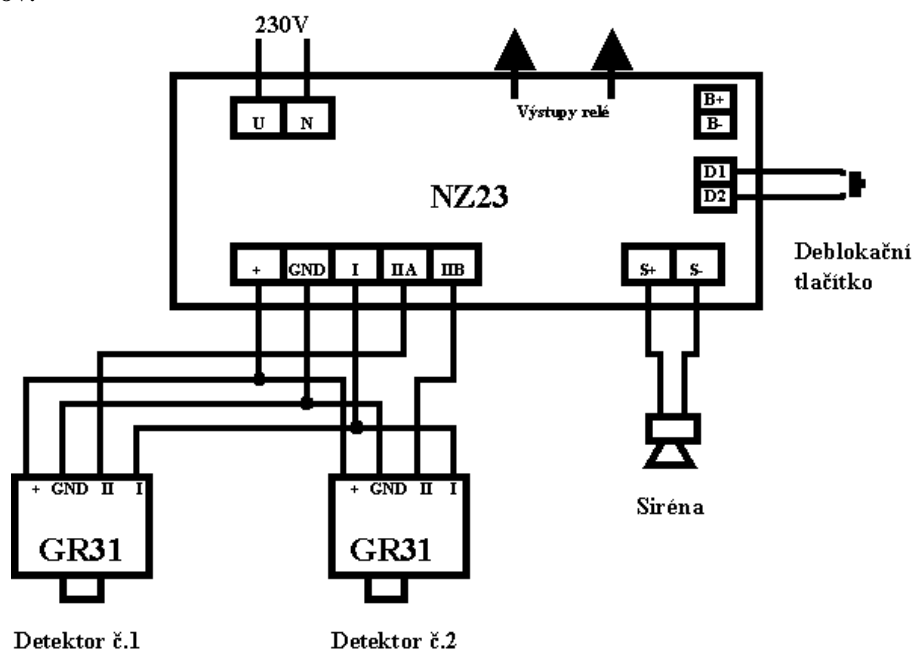 230V
Výstupy relé
B+
B-
U N
D1
D2
NZ23
+ GND I IIA IIB
S+ S-
Deblokační
tlačítko
+ GND II I
+ GND II I
GR31
GR31
Siréna
Detektor č.1
Detektor č.2